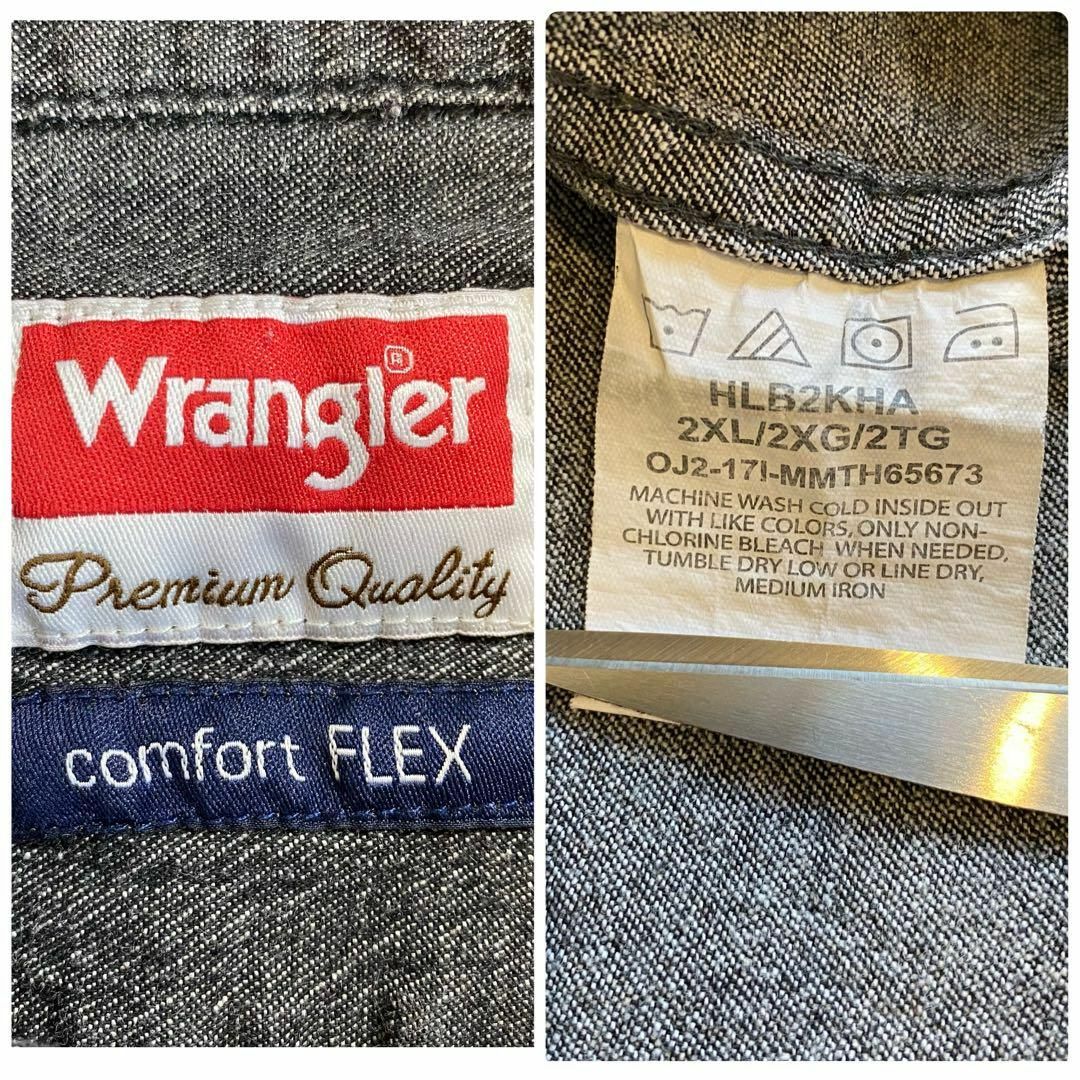 Wrangler®
Premium Quality
comfort FLEX
HLB2KHA
2XL/2XG/2TG
OJ2-17I-MMTH65673
MACHINE WASH COLD INSIDE OUT
WITH LIKE COLORS, ONLY NON-
CHLORINE BLEACH WHEN NEEDED,
TUMBLE DRY LOW OR LINE DRY,
MEDIUM IRON